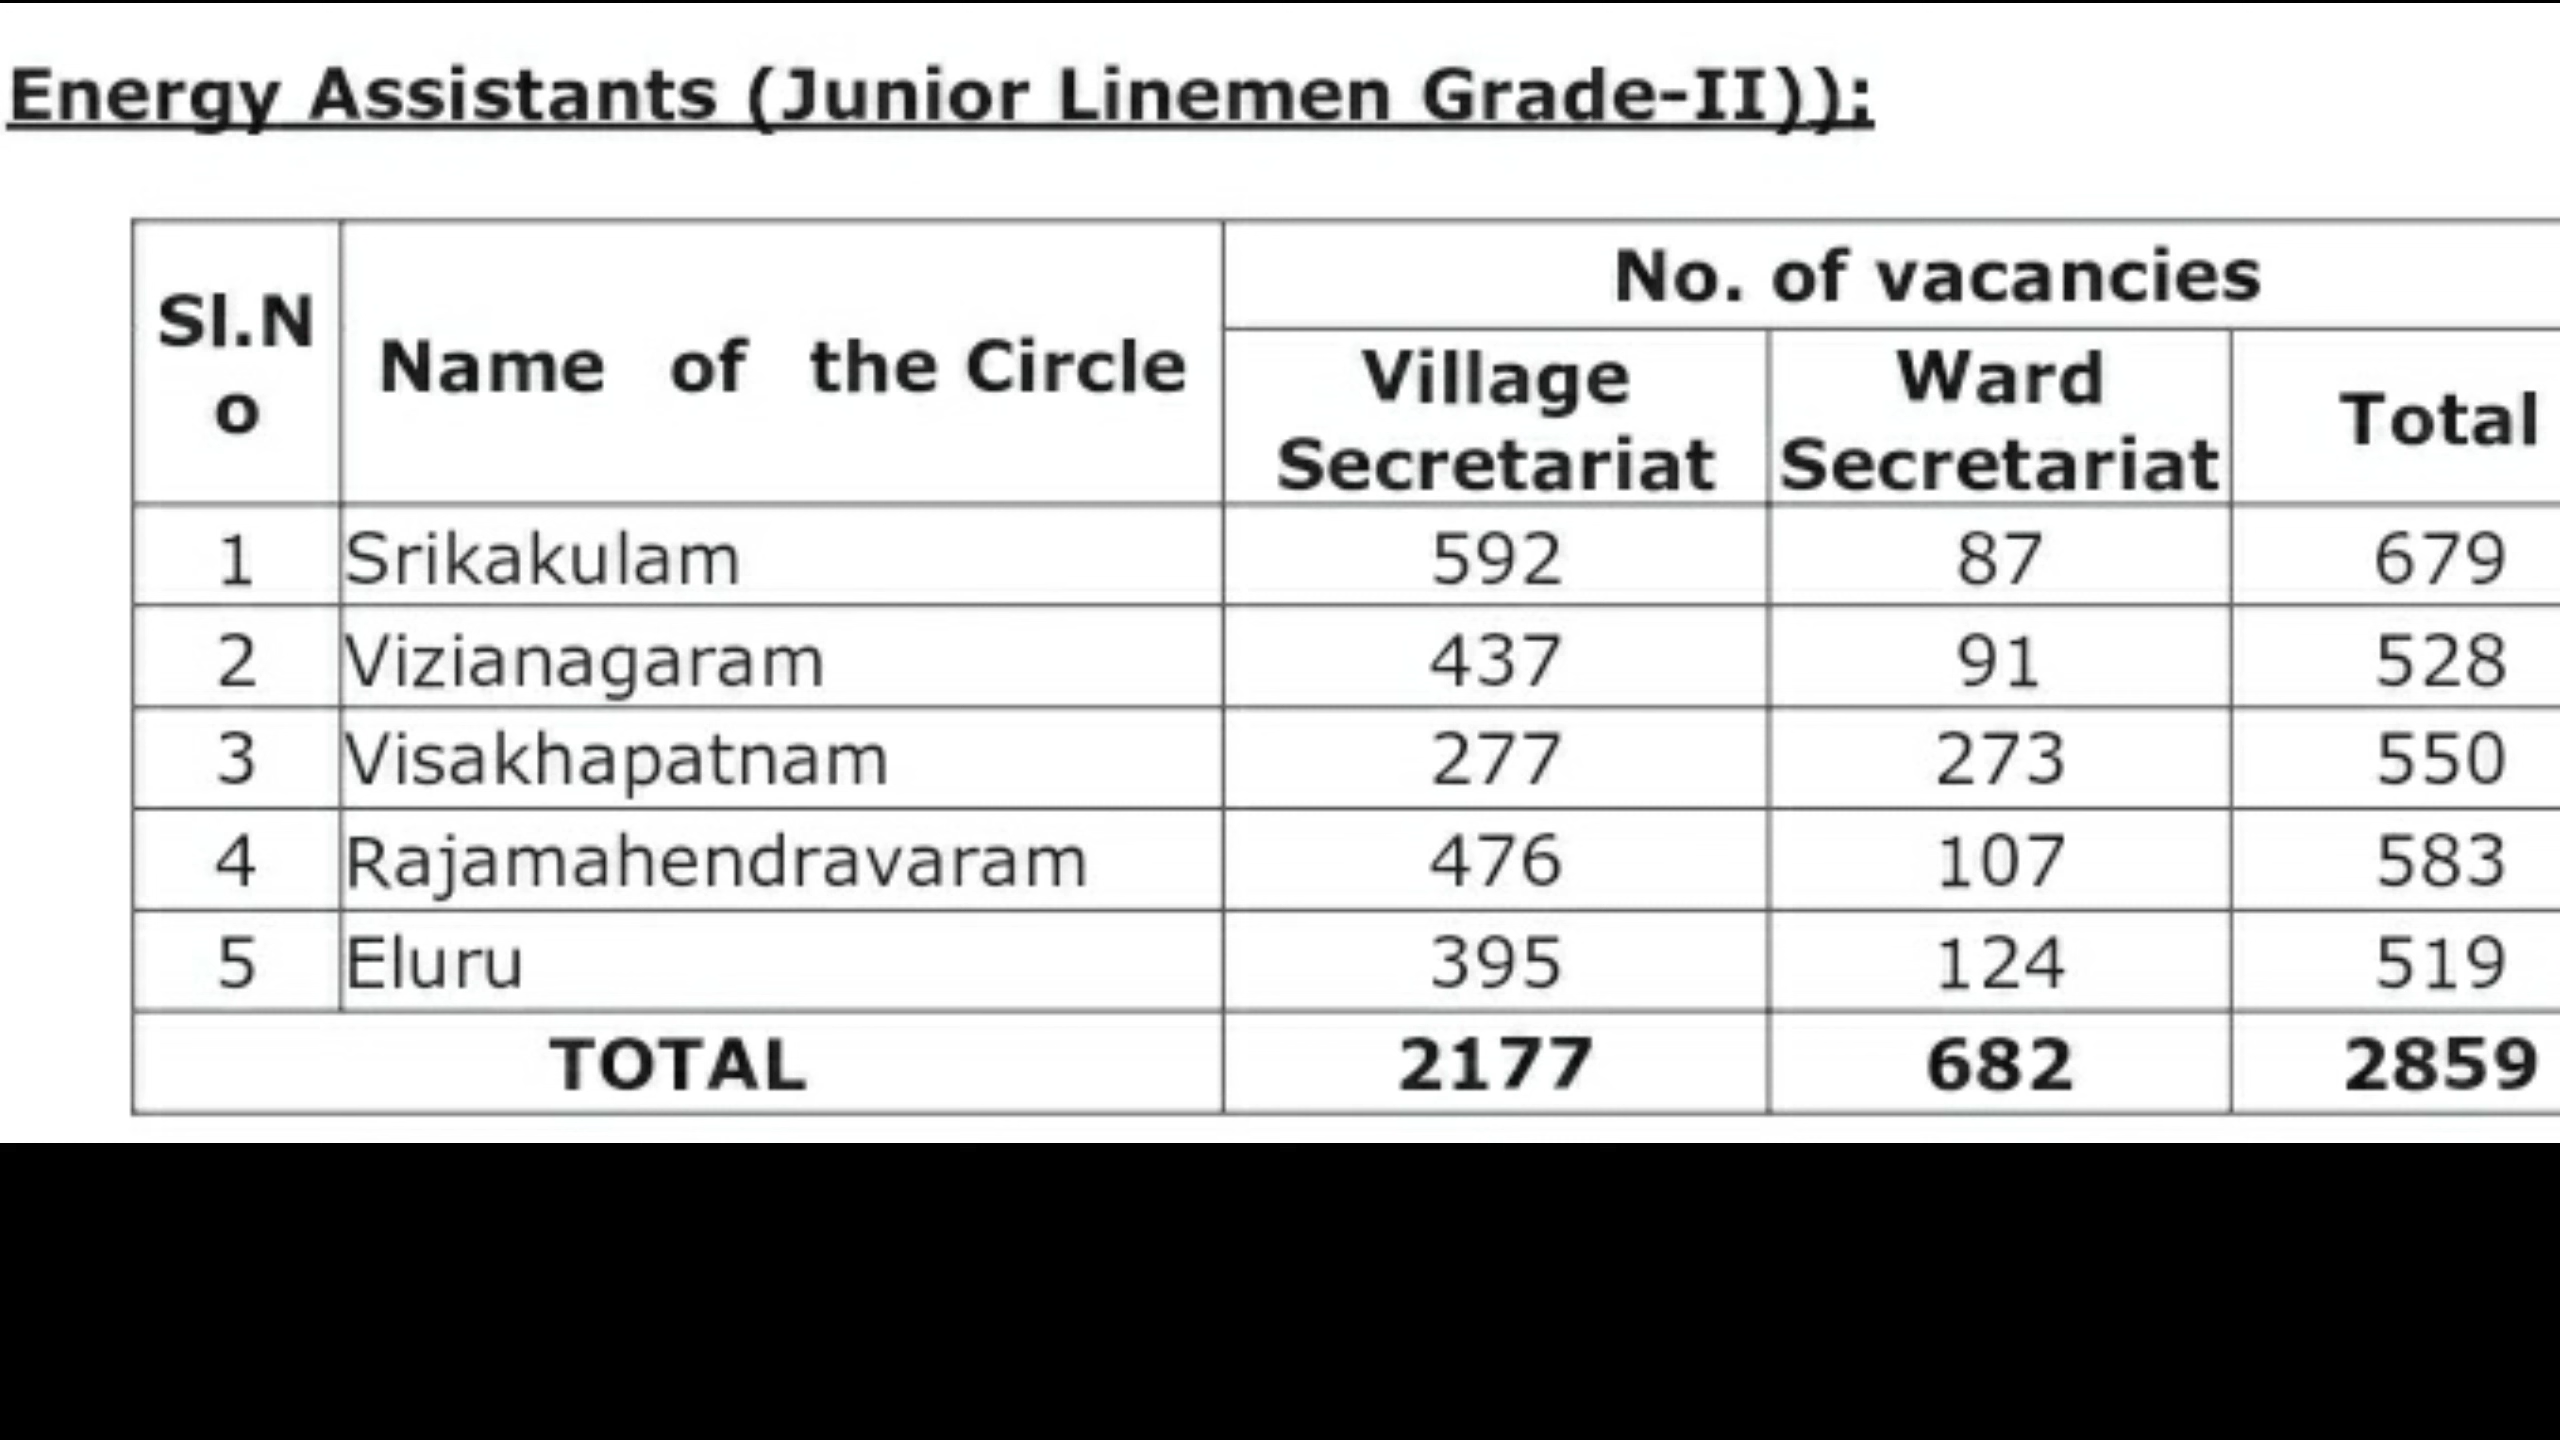 Energy Assistants (Junior Linemen Grade-II)):
Sl.N
o
Name of the Circle
No. of vacancies
Village
Secretariat
Ward
Secretariat
Total
1 Srikakulam 592 87 679
2 Vizianagaram 437 91 528
3 Visakhapatnam 277 273 550
4 Rajamahendravaram 476 107 583
5 Eluru 395 124 519
TOTAL 2177 682 2859